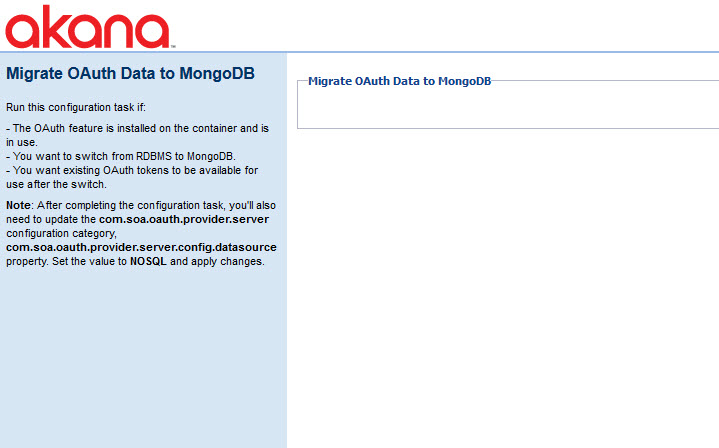 akana
Migrate OAuth Data to MongoDB
Run this configuration task if:
- The OAuth feature is installed on the container and is
in use.
- You want to switch from RDBMS to MongoDB.
- You want existing OAuth tokens to be available for
use after the switch.
Note: After completing the configuration task, you'll also
need to update the com.soa.oauth.provider.server
configuration category,
com.soa.oauth.provider.server.config.datasource
property. Set the value to NOSQL and apply changes.
Migrate OAuth Data to MongoDB